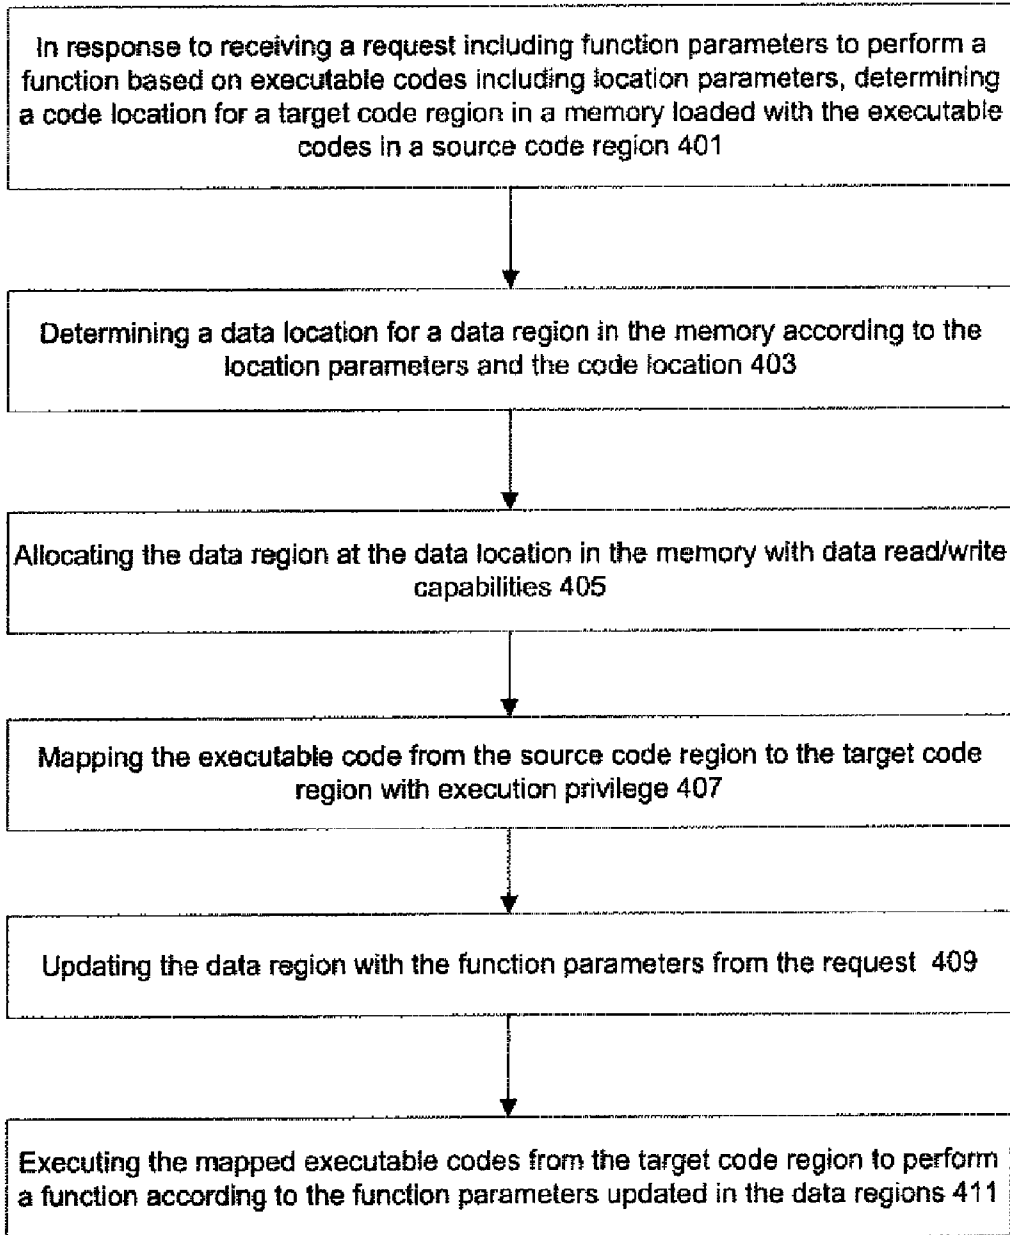 In response to receiving a request including function parameters to perform a
function based on executable codes including location parameters, determining
a code location for a target code region in a memory loaded with the executable
codes in a source code region 401
Determining a data location for a data region in the memory according to the
location parameters and the code location 403
Allocating the data region at the data location in the memory with data read/write
capabilities 405
Mapping the executable code from the source code region to the target code
region with execution privilege 407
Updating the data region with the function parameters from the request 409
Executing the mapped executable codes from the target code region to perform
a function according to the function parameters updated in the data regions 411